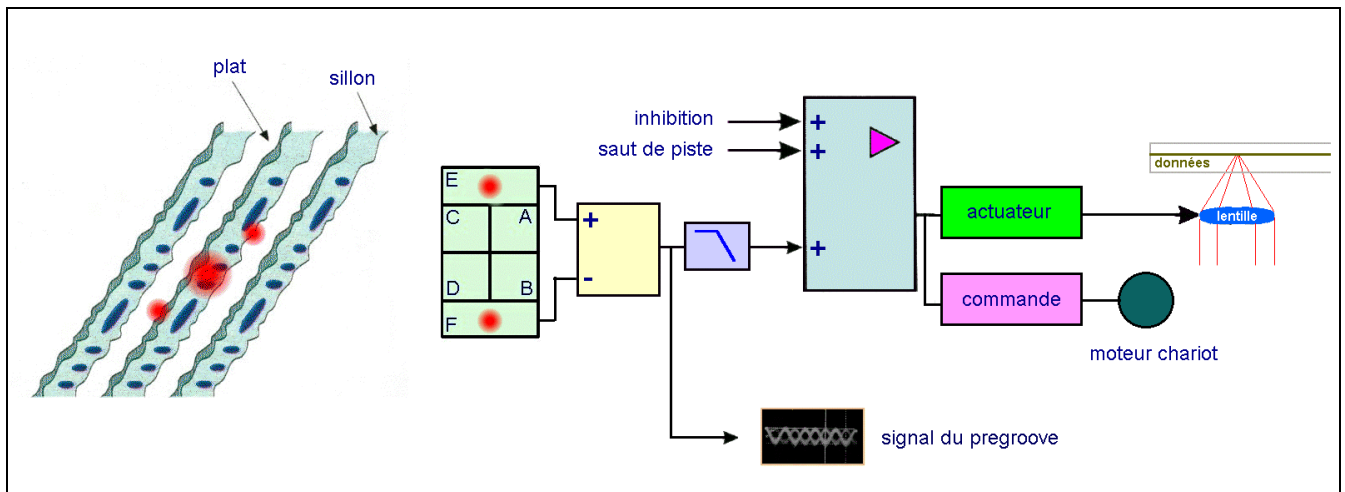 plat
sillon
inhibition
saut de piste
+
+
+
E
C
A
D
B
F
+
-
actuateur
commande
moteur chariot
données
lentille
signal du pregroove